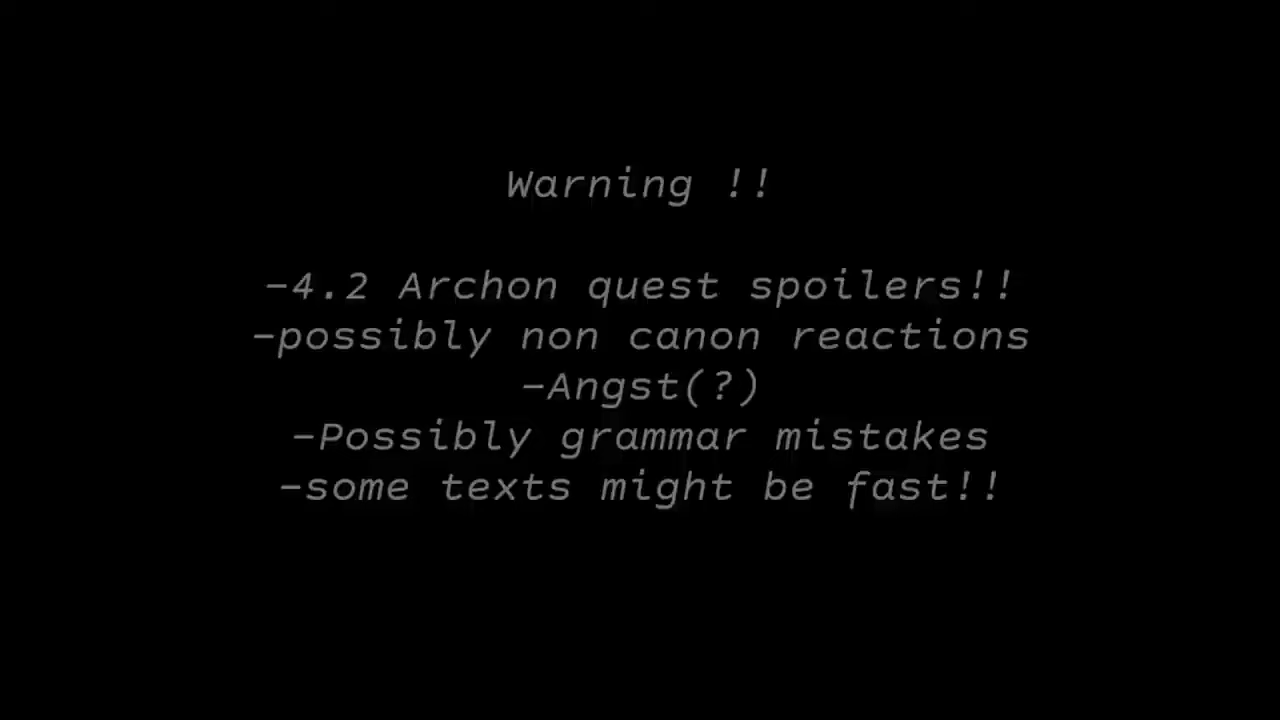 Warning !!
-4.2 Archon quest spoilers!!
-possibly non canon reactions
-Angst(?)
-Possibly grammar mistakes
-some texts might be fast!!